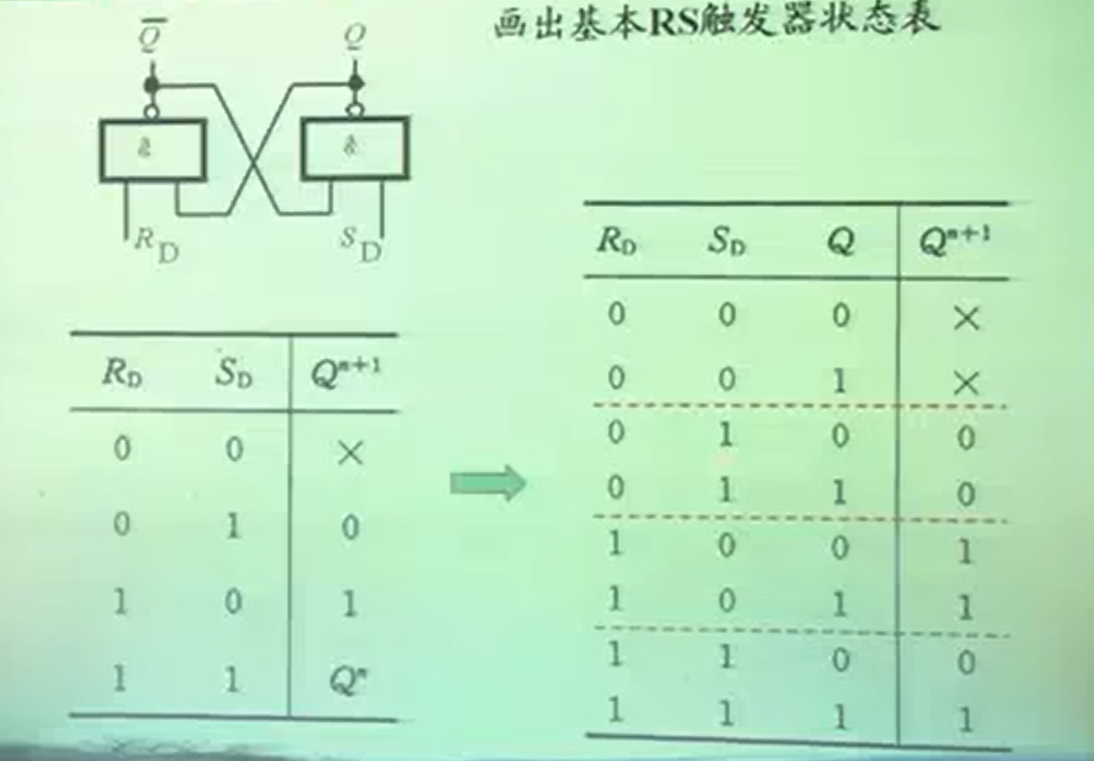 画出基本RS触发器状态表
Q̅ Q
& &
R_D S_D
R_D S_D Q^{n+1}
0 0 ×
0 1 0
1 0 1
1 1 Q^n
R_D S_D Q Q^{n+1}
0 0 0 ×
0 0 1 ×
0 1 0 0
0 1 1 0
1 0 0 1
1 0 1 1
1 1 0 0
1 1 1 1